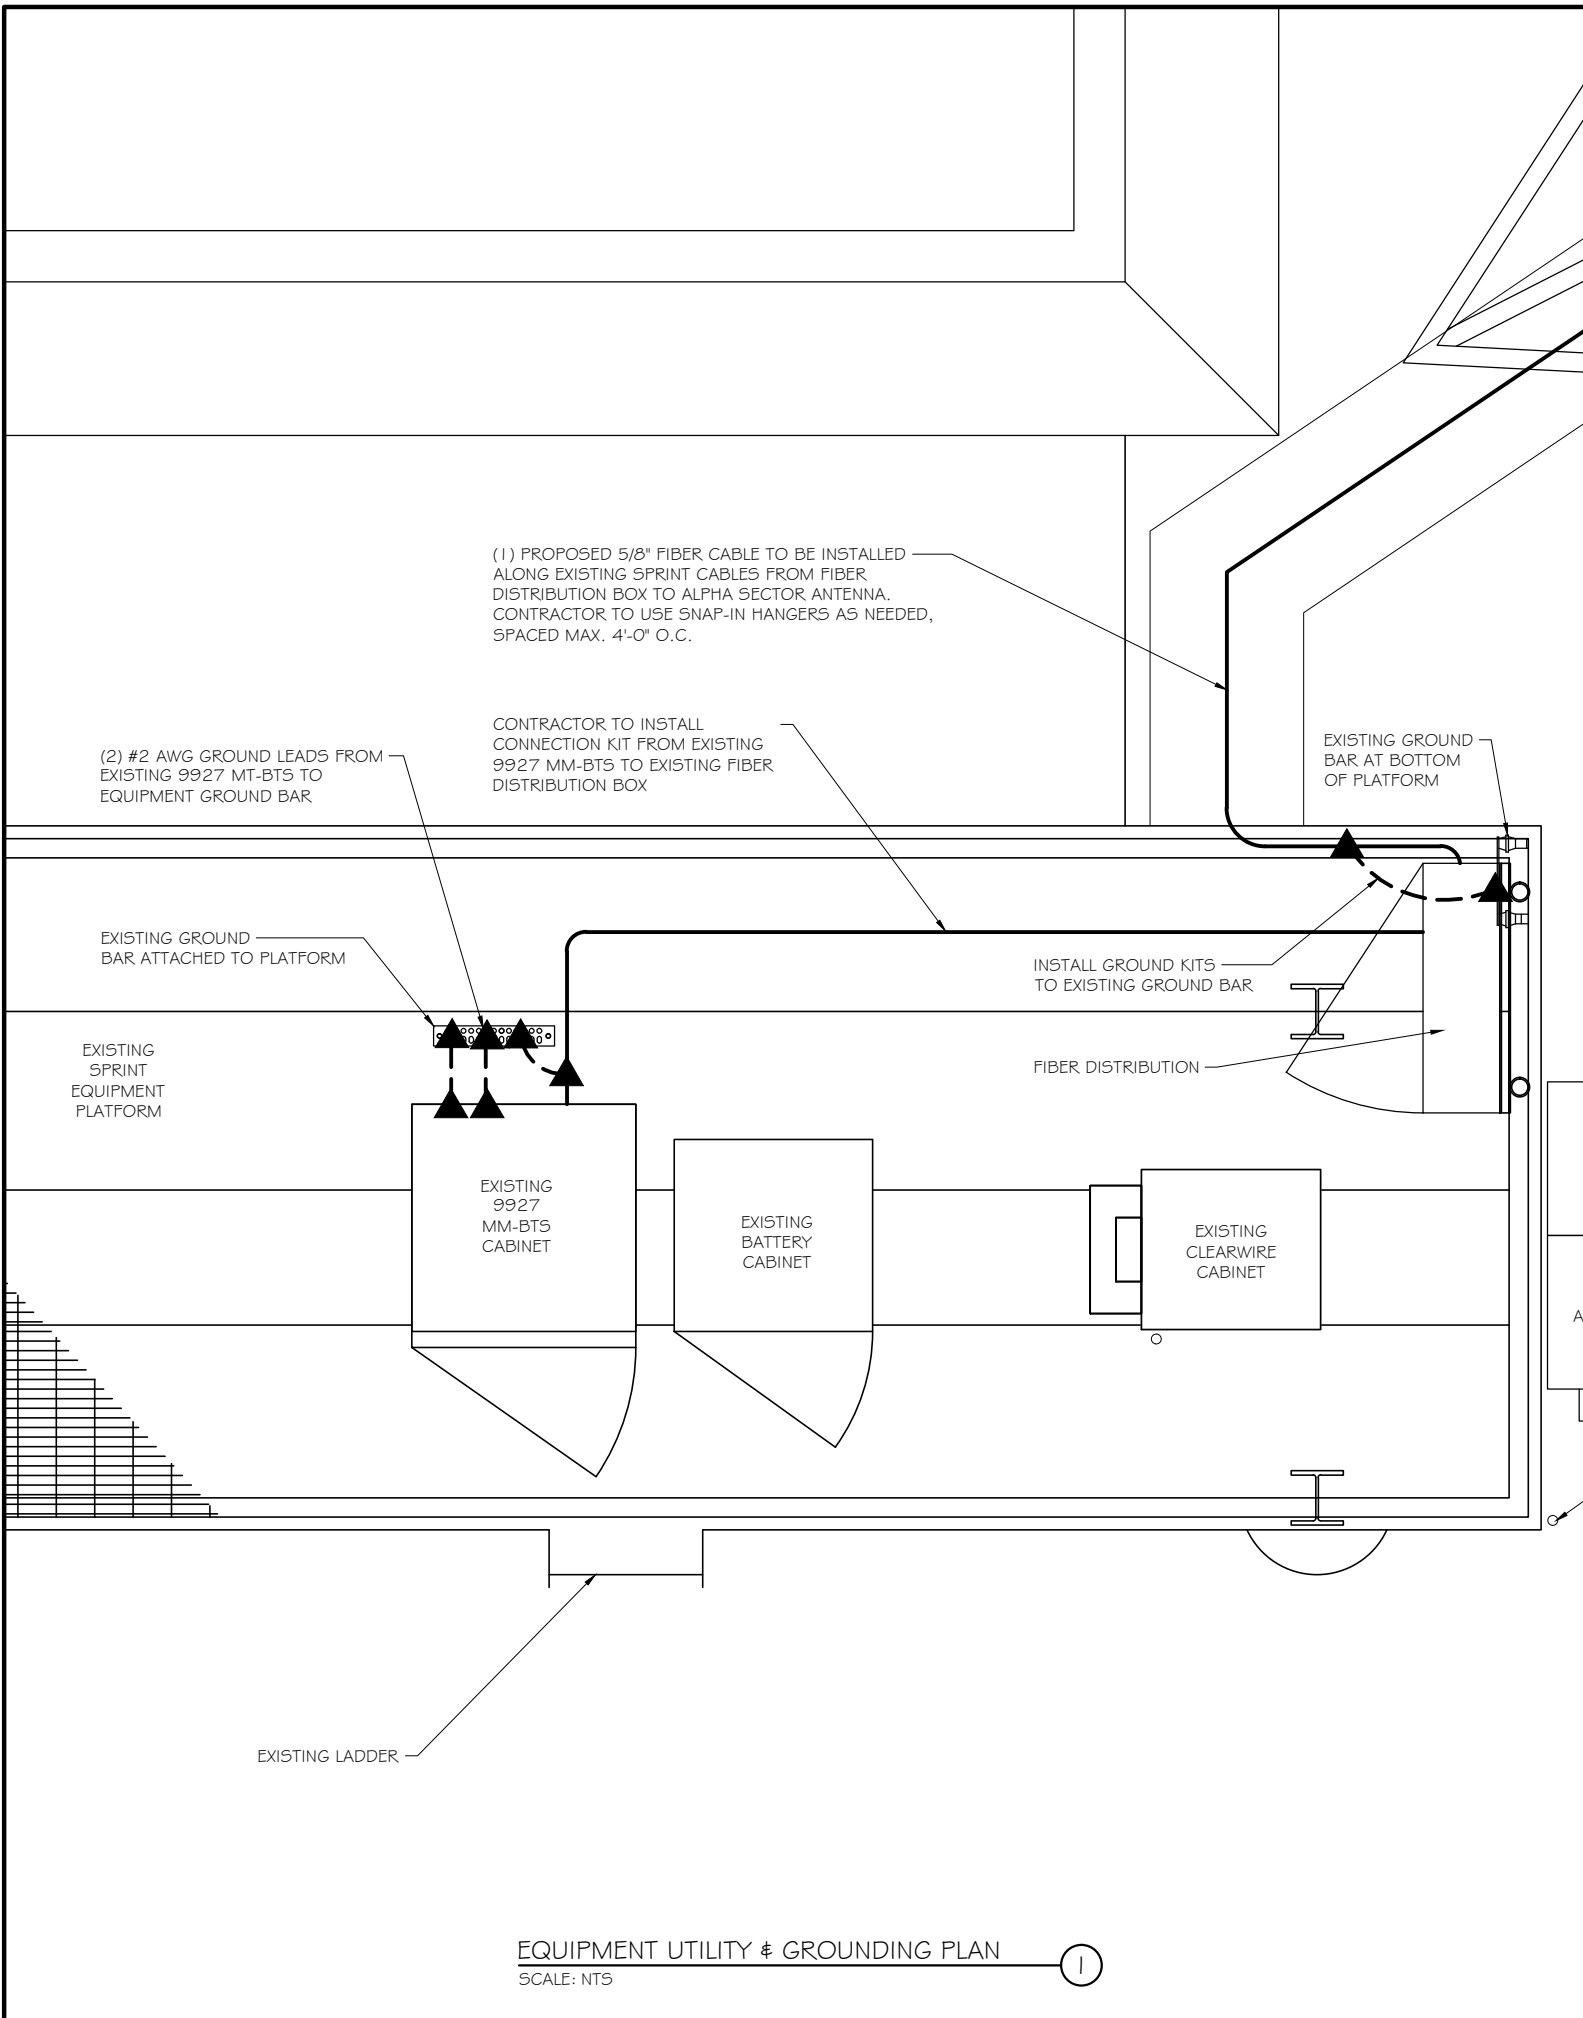 (1) PROPOSED 5/8" FIBER CABLE TO BE INSTALLED
ALONG EXISTING SPRINT CABLES FROM FIBER
DISTRIBUTION BOX TO ALPHA SECTOR ANTENNA.
CONTRACTOR TO USE SNAP-IN HANGERS AS NEEDED,
SPACED MAX. 4'-0" O.C.
CONTRACTOR TO INSTALL
CONNECTION KIT FROM EXISTING
9927 MM-BTS TO EXISTING FIBER
DISTRIBUTION BOX
(2) #2 AWG GROUND LEADS FROM
EXISTING 9927 MT-BTS TO
EQUIPMENT GROUND BAR
EXISTING GROUND
BAR AT BOTTOM
OF PLATFORM
EXISTING GROUND
BAR ATTACHED TO PLATFORM
INSTALL GROUND KITS
TO EXISTING GROUND BAR
EXISTING
SPRINT
EQUIPMENT
PLATFORM
FIBER DISTRIBUTION
EXISTING
9927
MM-BTS
CABINET
EXISTING
BATTERY
CABINET
EXISTING
CLEARWIRE
CABINET
A
EXISTING LADDER
EQUIPMENT UTILITY & GROUNDING PLAN
SCALE: NTS
1